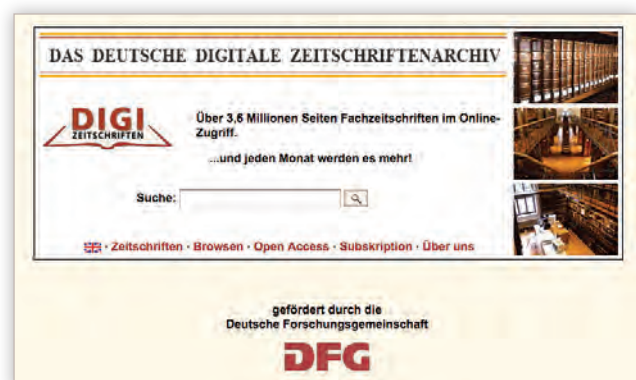 DAS DEUTSCHE DIGITALE ZEITSCHRIFTENARCHIV
DIGI
ZEITSCHRIFTEN
Über 3,6 Millionen Seiten Fachzeitschriften im Online-
Zugriff.
...und jeden Monat werden es mehr!
Suche:
· Zeitschriften · Browsen · Open Access · Subskription · Über uns
gefördert durch die
Deutsche Forschungsgemeinschaft
DFG